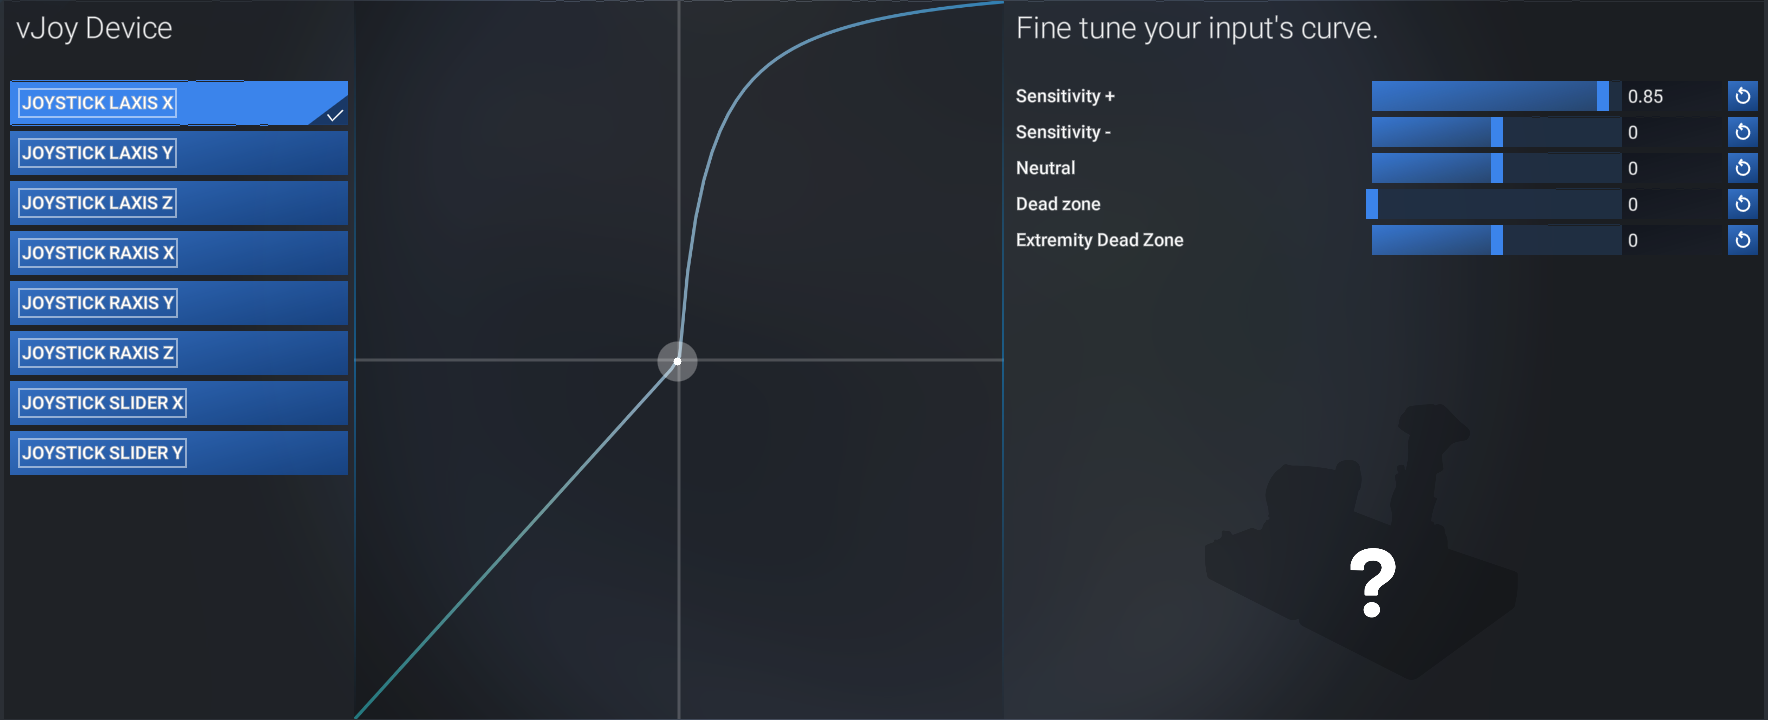 vJoy Device
JOYSTICK LAXIS X
JOYSTICK LAXIS Y
JOYSTICK LAXIS Z
JOYSTICK RAXIS X
JOYSTICK RAXIS Y
JOYSTICK RAXIS Z
JOYSTICK SLIDER X
JOYSTICK SLIDER Y
Fine tune your input's curve.
Sensitivity + 0.85
Sensitivity - 0
Neutral 0
Dead zone 0
Extremity Dead Zone 0
?